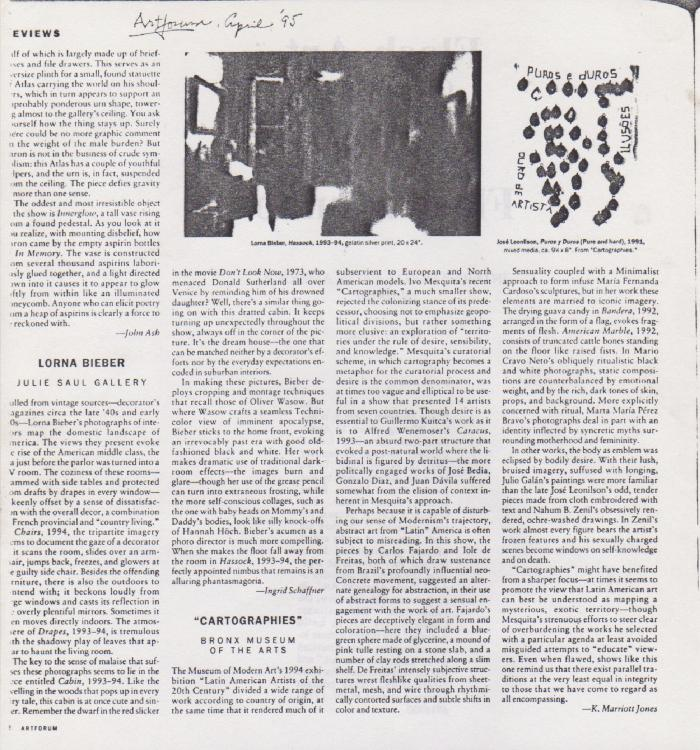 Artforum. April '95
EVIEWS
lf of which is largely made up of brief-
ses and file drawers. This serves as an
versize plinth for a small, found statuette
Atlas carrying the world on his shoul-
rs, which in turn appears to support an
probably ponderous urn shape, tower-
g almost to the gallery's ceiling. You ask
urself how the thing stays up. Surely
ere could be no more graphic comment
n the weight of the male burden? But
aron is not in the business of crude sym-
lism: this Atlas has a couple of youthful
lpers, and the urn is, in fact, suspended
om the ceiling. The piece defies gravity
more than one sense.
The oddest and most irresistible object
the show is Innerglow, a tall vase rising
om a found pedestal. As you look at it
u realize, with mounting disbelief, how
aron came by the empty aspirin bottles
In Memory. The vase is constructed
om several thousand aspirins labori-
sly glued together, and a light directed
wn into it causes it to appear to glow
ftly from within like an illuminated
neycomb. Anyone who can elicit poetry
om a heap of aspirins is clearly a force to
reckoned with.
—John Ash
LORNA BIEBER
JULIE SAUL GALLERY
ulled from vintage sources—decorator's
agazines circa the late '40s and early
0s—Lorna Bieber's photographs of inte-
ors map the domestic landscape of
merica. The views they present evoke
e rise of the American middle class, the
a just before the parlor was turned into a
V room. The coziness of these rooms—
ammed with side tables and protected
om drafts by drapes in every window—
keenly offset by a sense of dissatisfac-
n with the overall decor, a combination
French provincial and "country living."
Chairs, 1994, the tripartite imagery
ms to document the gaze of a decorator
it scans the room, slides over an arm-
air, jumps back, freezes, and glowers at
e guilty side chair. Besides the offending
rniture, there is also the outdoors to
ntend with; it beckons loudly from
ge windows and casts its reflection in
overly plentiful mirrors. Sometimes it
en moves directly indoors. The atmos-
ere of Drapes, 1993–94, is tremulous
th the shadowy play of leaves that ap-
ar to haunt the living room.
The key to the sense of malaise that suf-
ses these photographs seems to lie in the
ce entitled Cabin, 1993–94. Like the
velling in the woods that pops up in every
ry tale, this cabin is at once cute and sin-
er. Remember the dwarf in the red slicker
ARTFORUM
Lorna Bieber, Hassock, 1993–94, gelatin silver print, 20 x 24".
in the movie Don't Look Now, 1973, who
menaced Donald Sutherland all over
Venice by reminding him of his drowned
daughter? Well, there's a similar thing go-
ing on with this dratted cabin. It keeps
turning up unexpectedly throughout the
show, always off in the corner of the pic-
ture. It's the dream house—the one that
can be matched neither by a decorator's ef-
forts nor by the everyday expectations en-
coded in suburban interiors.
In making these pictures, Bieber de-
ploys cropping and montage techniques
that recall those of Oliver Wasow. But
where Wasow crafts a seamless Techni-
color view of imminent apocalypse,
Bieber sticks to the home front, evoking
an irrevocably past era with good old-
fashioned black and white. Her work
makes dramatic use of traditional dark-
room effects—the images burn and
glare—though her use of the grease pencil
can turn into extraneous frosting, while
the more self-conscious collages, such as
the one with baby heads on Mommy's and
Daddy's bodies, look like silly knock-offs
of Hannah Höch. Bieber's acumen as a
photo director is much more compelling.
When she makes the floor fall away from
the room in Hassock, 1993–94, the per-
fectly appointed nimbus that remains is an
alluring phantasmagoria.
—Ingrid Schaffner
"CARTOGRAPHIES"
BRONX MUSEUM
OF THE ARTS
The Museum of Modern Art's 1994 exhi-
bition "Latin American Artists of the
20th Century" divided a wide range of
work according to country of origin, at
the same time that it rendered much of it
subservient to European and North
American models. Ivo Mesquita's recent
"Cartographies," a much smaller show,
rejected the colonizing stance of its prede-
cessor, choosing not to emphasize geopo-
litical divisions, but rather something
more elusive: an exploration of "territo-
ries under the rule of desire, sensibility,
and knowledge." Mesquita's curatorial
scheme, in which cartography becomes a
metaphor for the curatorial process and
desire is the common denominator, was
at times too vague and elliptical to be use-
ful in a show that presented 14 artists
from seven countries. Though desire is as
essential to Guillermo Kuitca's work as it
is to Alfred Wenemoser's Caracus,
1993—an absurd two-part structure that
evoked a post-natural world where the li-
bidinal is figured by detritus—the more
politically engaged works of José Bedia,
Gonzalo Diaz, and Juan Dávila suffered
somewhat from the elision of context in-
herent in Mesquita's approach.
Perhaps because it is capable of disturb-
ing our sense of Modernism's trajectory,
abstract art from "Latin" America is often
subject to misreading. In this show, the
pieces by Carlos Fajardo and Iole de
Freitas, both of which draw sustenance
from Brazil's profoundly influential neo-
Concrete movement, suggested an alter-
nate genealogy for abstraction, in their use
of abstract forms to suggest a sensual en-
gagement with the work of art. Fajardo's
pieces are deceptively elegant in form and
coloration—here they included a blue-
green sphere made of glycerine, a mound of
pink tulle resting on a stone slab, and a
number of clay rods stretched along a slim
shelf. De Freitas' intensely subjective struc-
tures wrest fleshlike qualities from sheet-
metal, mesh, and wire through rhythmi-
cally contorted surfaces and subtle shifts in
color and texture.
PUROS e DUROS
ILUSÕES
ARTISTA
José Leonilson, Puros y Duros (Pure and hard), 1991,
mixed media, ca. 9¼ x 6". From "Cartographies."
Sensuality coupled with a Minimalist
approach to form infuse María Fernanda
Cardoso's sculptures, but in her work these
elements are married to iconic imagery.
The drying guava candy in Bandera, 1992,
arranged in the form of a flag, evokes frag-
ments of flesh. American Marble, 1992,
consists of truncated cattle bones standing
on the floor like raised fists. In Mario
Cravo Neto's obliquely ritualistic black
and white photographs, static composi-
tions are counterbalanced by emotional
weight, and by the rich, dark tones of skin,
props, and background. More explicitly
concerned with ritual, Marta María Pérez
Bravo's photographs deal in part with an
identity inflected by syncretic myths sur-
rounding motherhood and femininity.
In other works, the body as emblem was
eclipsed by bodily desire. With their lush,
bruised imagery, suffused with longing,
Julio Galán's paintings were more familiar
than the late José Leonilson's odd, tender
pieces made from cloth embroidered with
text and Nahum B. Zenil's obsessively ren-
dered, ochre-washed drawings. In Zenil's
work almost every figure bears the artist's
frozen features and his sexually charged
scenes become windows on self-knowledge
and on death.
"Cartographies" might have benefited
from a sharper focus—at times it seems to
promote the view that Latin American art
can best be understood as mapping a
mysterious, exotic territory—though
Mesquita's strenuous efforts to steer clear
of overburdening the works he selected
with a particular agenda at least avoided
misguided attempts to "educate" view-
ers. Even when flawed, shows like this
one remind us that there exist parallel tra-
ditions at the very least equal in integrity
to those that we have come to regard as
all encompassing.
—K. Marriott Jones